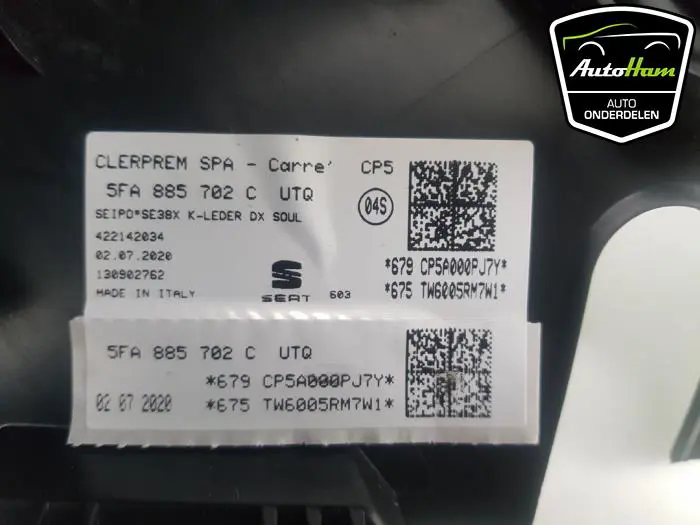 AutoHam
AUTO
ONDERDELEN
CLERPREM SPA - Carre' CP5
5FA 885 702 C UTQ
04S
SEIPO*SE38X K-LEDER DX SOUL
422142034
02.07.2020
130902762
MADE IN ITALY
SEAT
603
*679 CP5A000PJ7Y*
*675 TW6005RM7W1*
5FA 885 702 C UTQ
*679 CP5A000PJ7Y*
02 07 2020 *675 TW6005RM7W1*